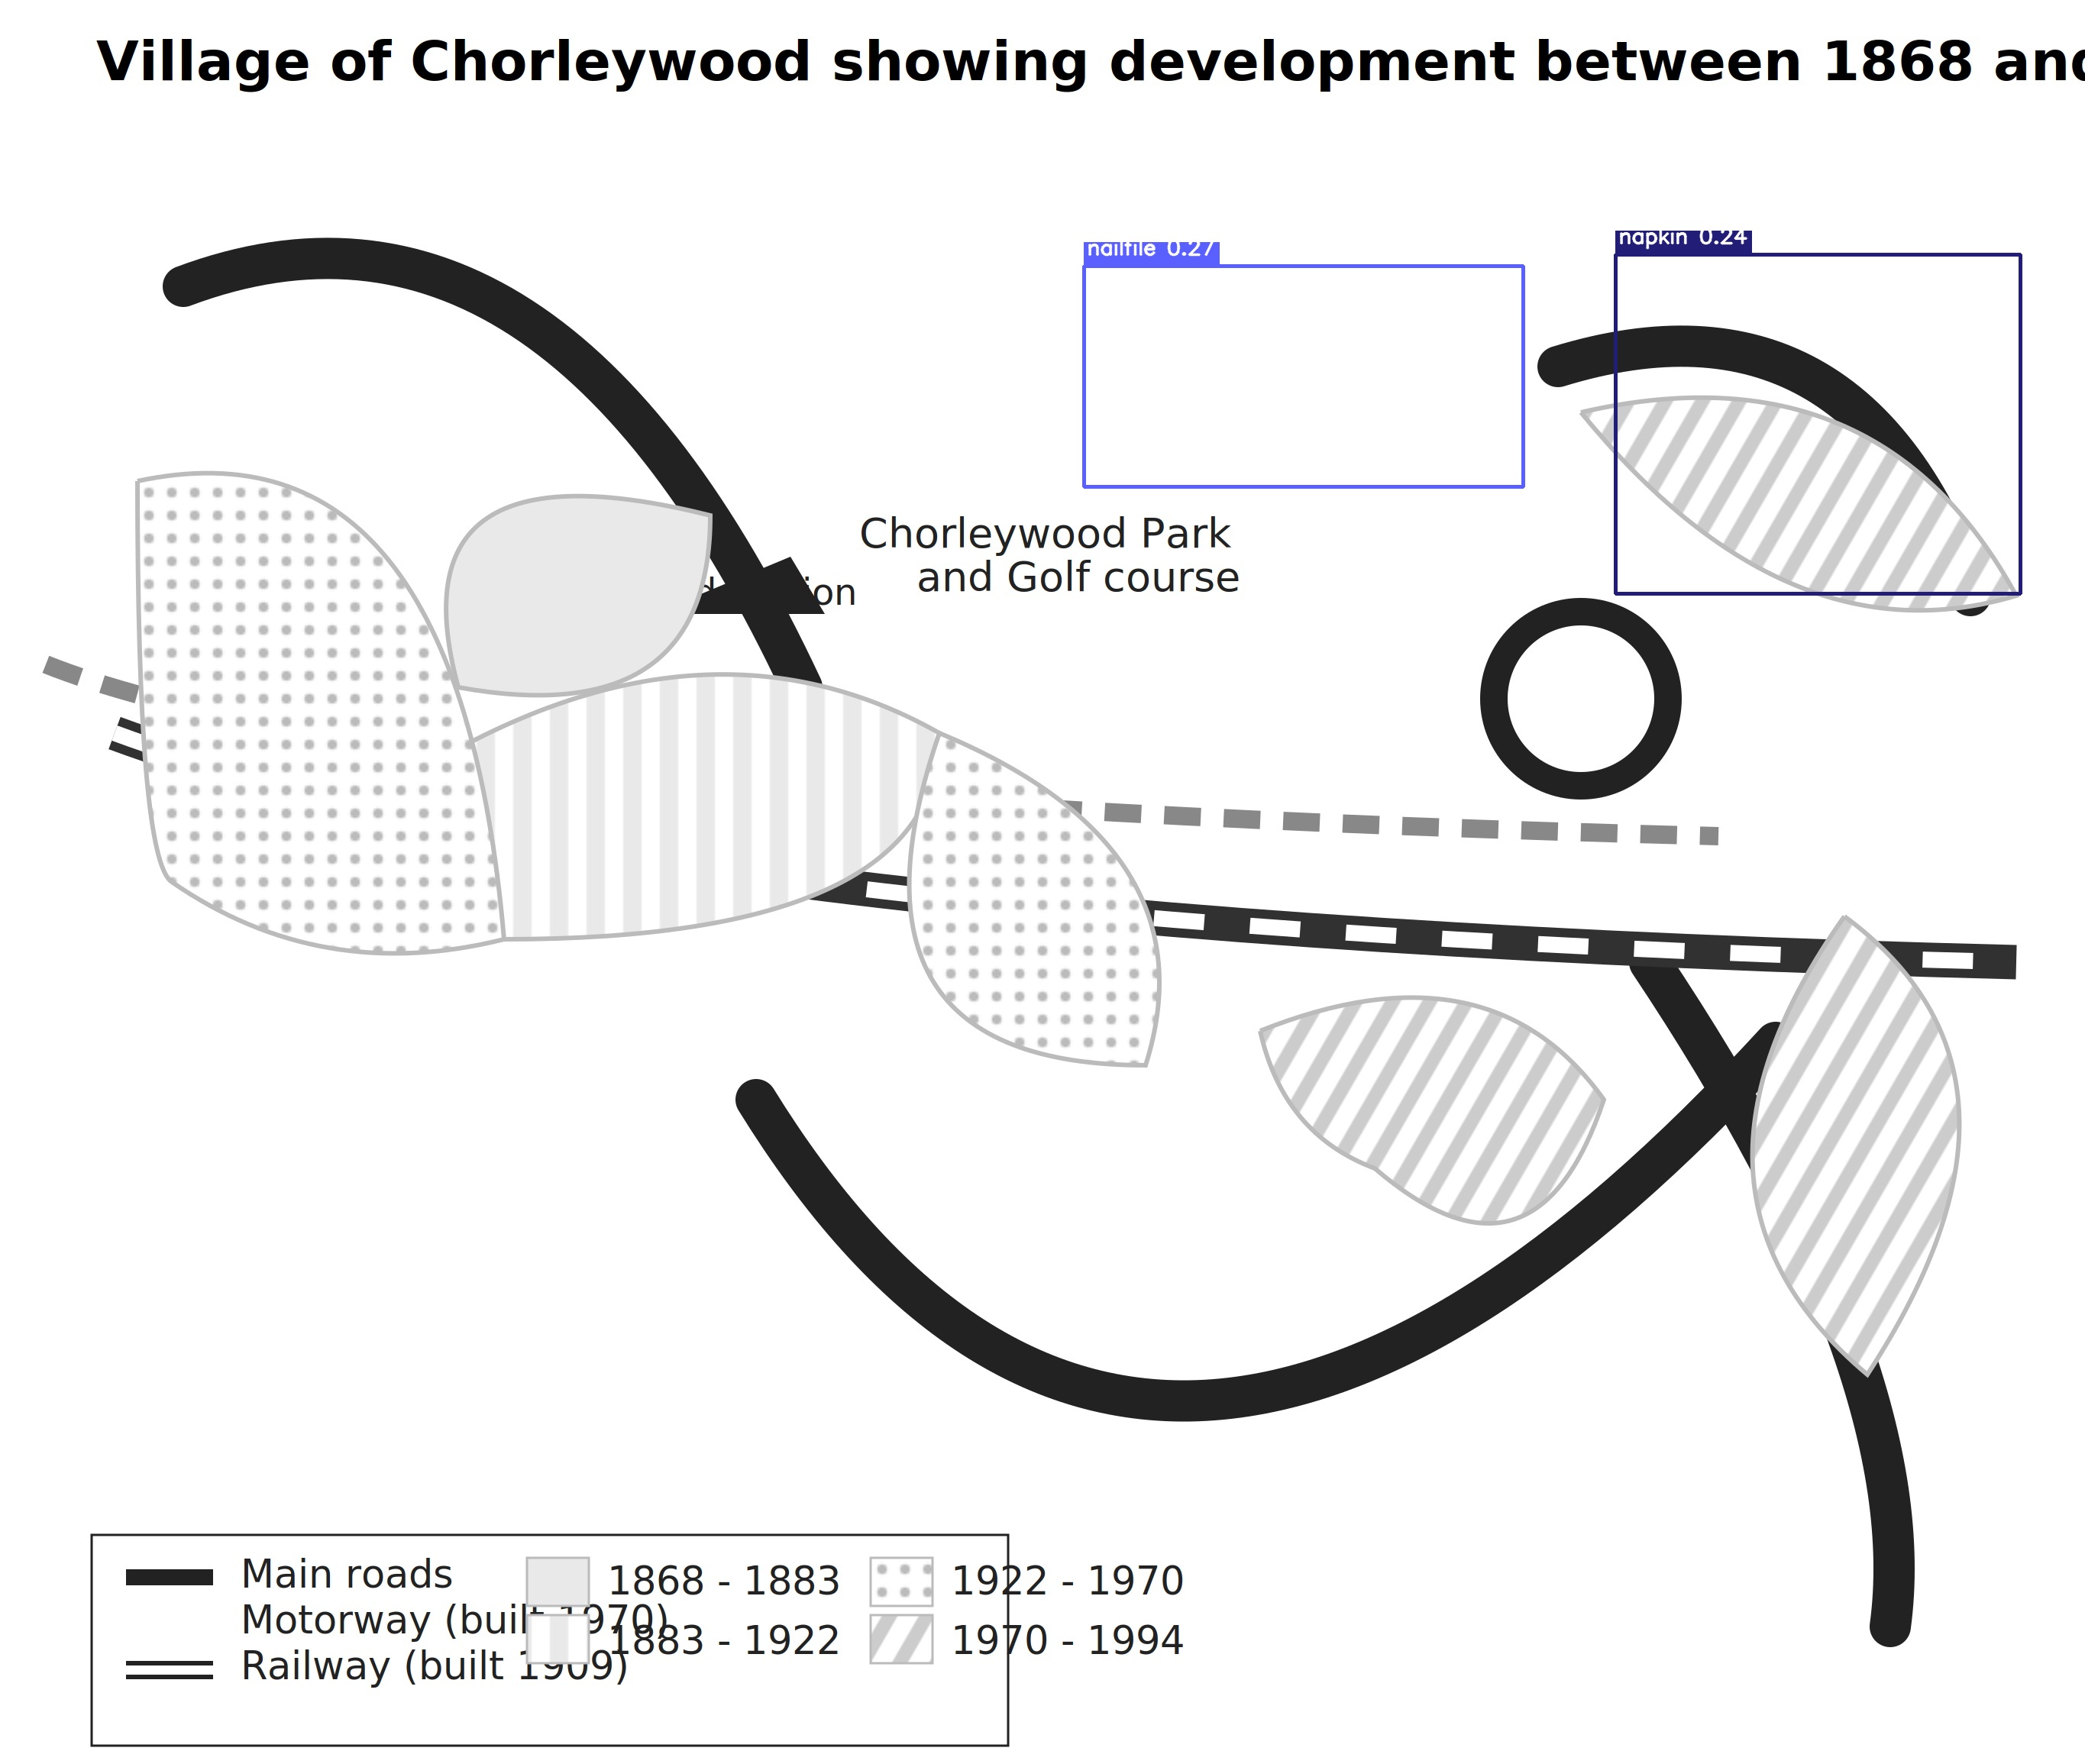 Village of Chorleywood showing development between 1868 and
nailfile 0.27
napkin 0.24
Chorleywood Park
and Golf course
Main roads
Motorway (built 1970)
Railway (built 1909)
1868 - 1883
1883 - 1922
1922 - 1970
1970 - 1994